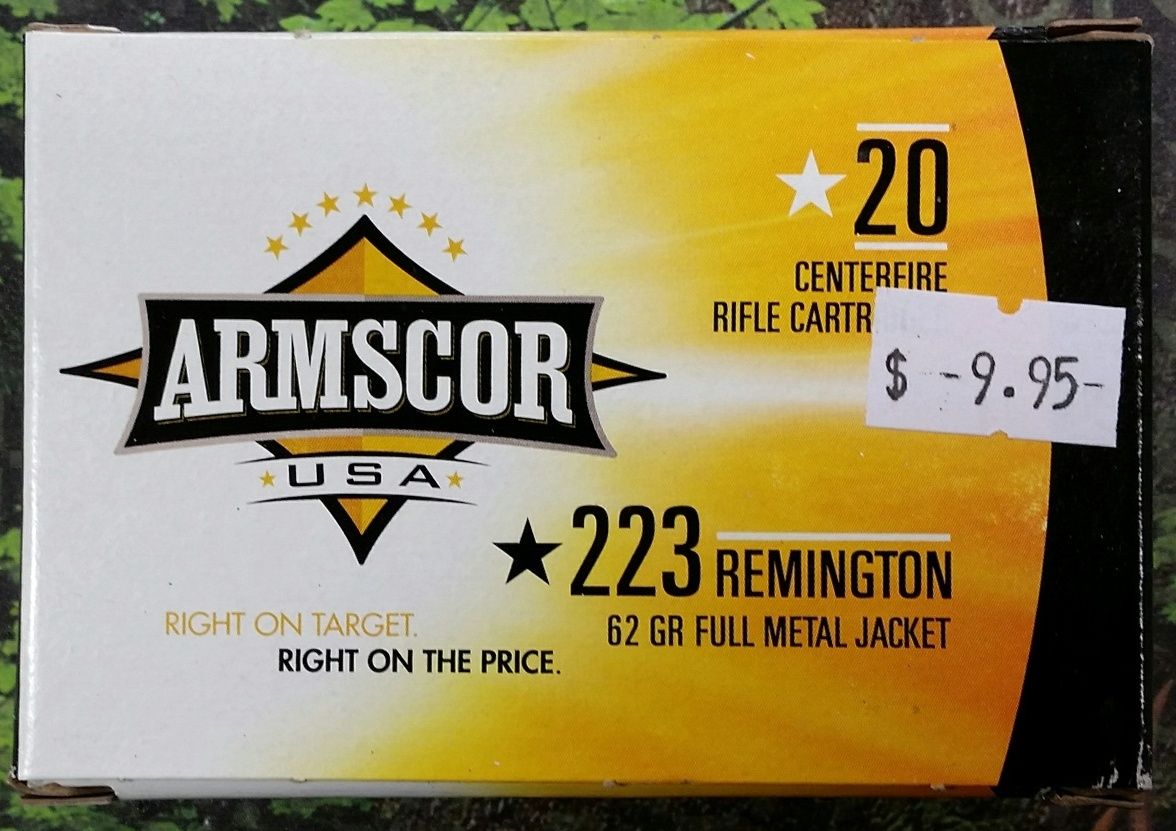 20
CENTERFIRE
RIFLE CARTR
$ -9.95-
ARMSCOR
USA
223 REMINGTON
62 GR FULL METAL JACKET
RIGHT ON TARGET.
RIGHT ON THE PRICE.